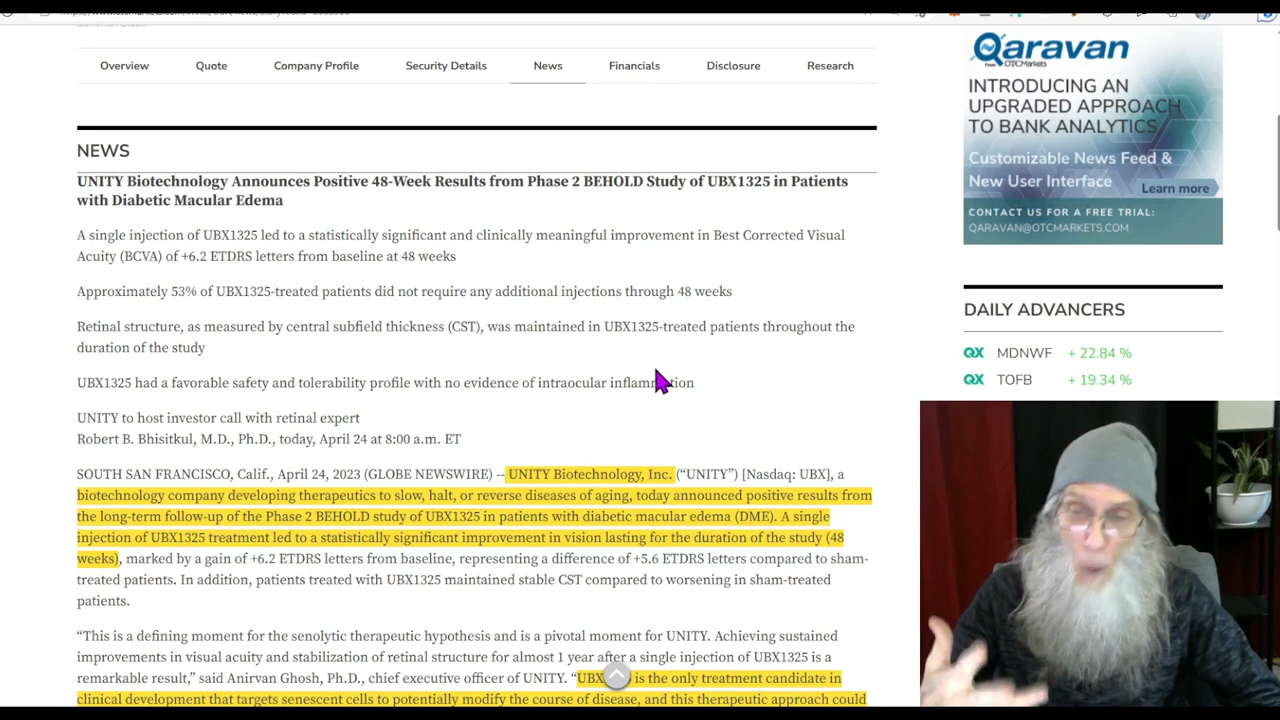 Overview Quote Company Profile Security Details News Financials Disclosure Research
NEWS
UNITY Biotechnology Announces Positive 48-Week Results from Phase 2 BEHOLD Study of UBX1325 in Patients
with Diabetic Macular Edema
A single injection of UBX1325 led to a statistically significant and clinically meaningful improvement in Best Corrected Visual
Acuity (BCVA) of +6.2 ETDRS letters from baseline at 48 weeks
Approximately 53% of UBX1325-treated patients did not require any additional injections through 48 weeks
Retinal structure, as measured by central subfield thickness (CST), was maintained in UBX1325-treated patients throughout the
duration of the study
UBX1325 had a favorable safety and tolerability profile with no evidence of intraocular inflammation
UNITY to host investor call with retinal expert
Robert B. Bhisitkul, M.D., Ph.D., today, April 24 at 8:00 a.m. ET
SOUTH SAN FRANCISCO, Calif., April 24, 2023 (GLOBE NEWSWIRE) -- UNITY Biotechnology, Inc. (“UNITY”) [Nasdaq: UBX], a
biotechnology company developing therapeutics to slow, halt, or reverse diseases of aging, today announced positive results from
the long-term follow-up of the Phase 2 BEHOLD study of UBX1325 in patients with diabetic macular edema (DME). A single
injection of UBX1325 treatment led to a statistically significant improvement in vision lasting for the duration of the study (48
weeks), marked by a gain of +6.2 ETDRS letters from baseline, representing a difference of +5.6 ETDRS letters compared to sham-
treated patients. In addition, patients treated with UBX1325 maintained stable CST compared to worsening in sham-treated
patients.
“This is a defining moment for the senolytic therapeutic hypothesis and is a pivotal moment for UNITY. Achieving sustained
improvements in visual acuity and stabilization of retinal structure for almost 1 year after a single injection of UBX1325 is a
remarkable result,” said Anirvan Ghosh, Ph.D., chief executive officer of UNITY. “ is the only treatment candidate in
clinical development that targets senescent cells to potentially modify the course of disease, and this therapeutic approach could
Qaravan
From OTCMarkets
INTRODUCING AN
UPGRADED APPROACH
TO BANK ANALYTICS
Customizable News Feed &
New User Interface
Learn more
CONTACT US FOR A FREE TRIAL:
QARAVAN@OTCMARKETS.COM
DAILY ADVANCERS
QX MDNWF + 22.84 %
QX TOFB + 19.34 %